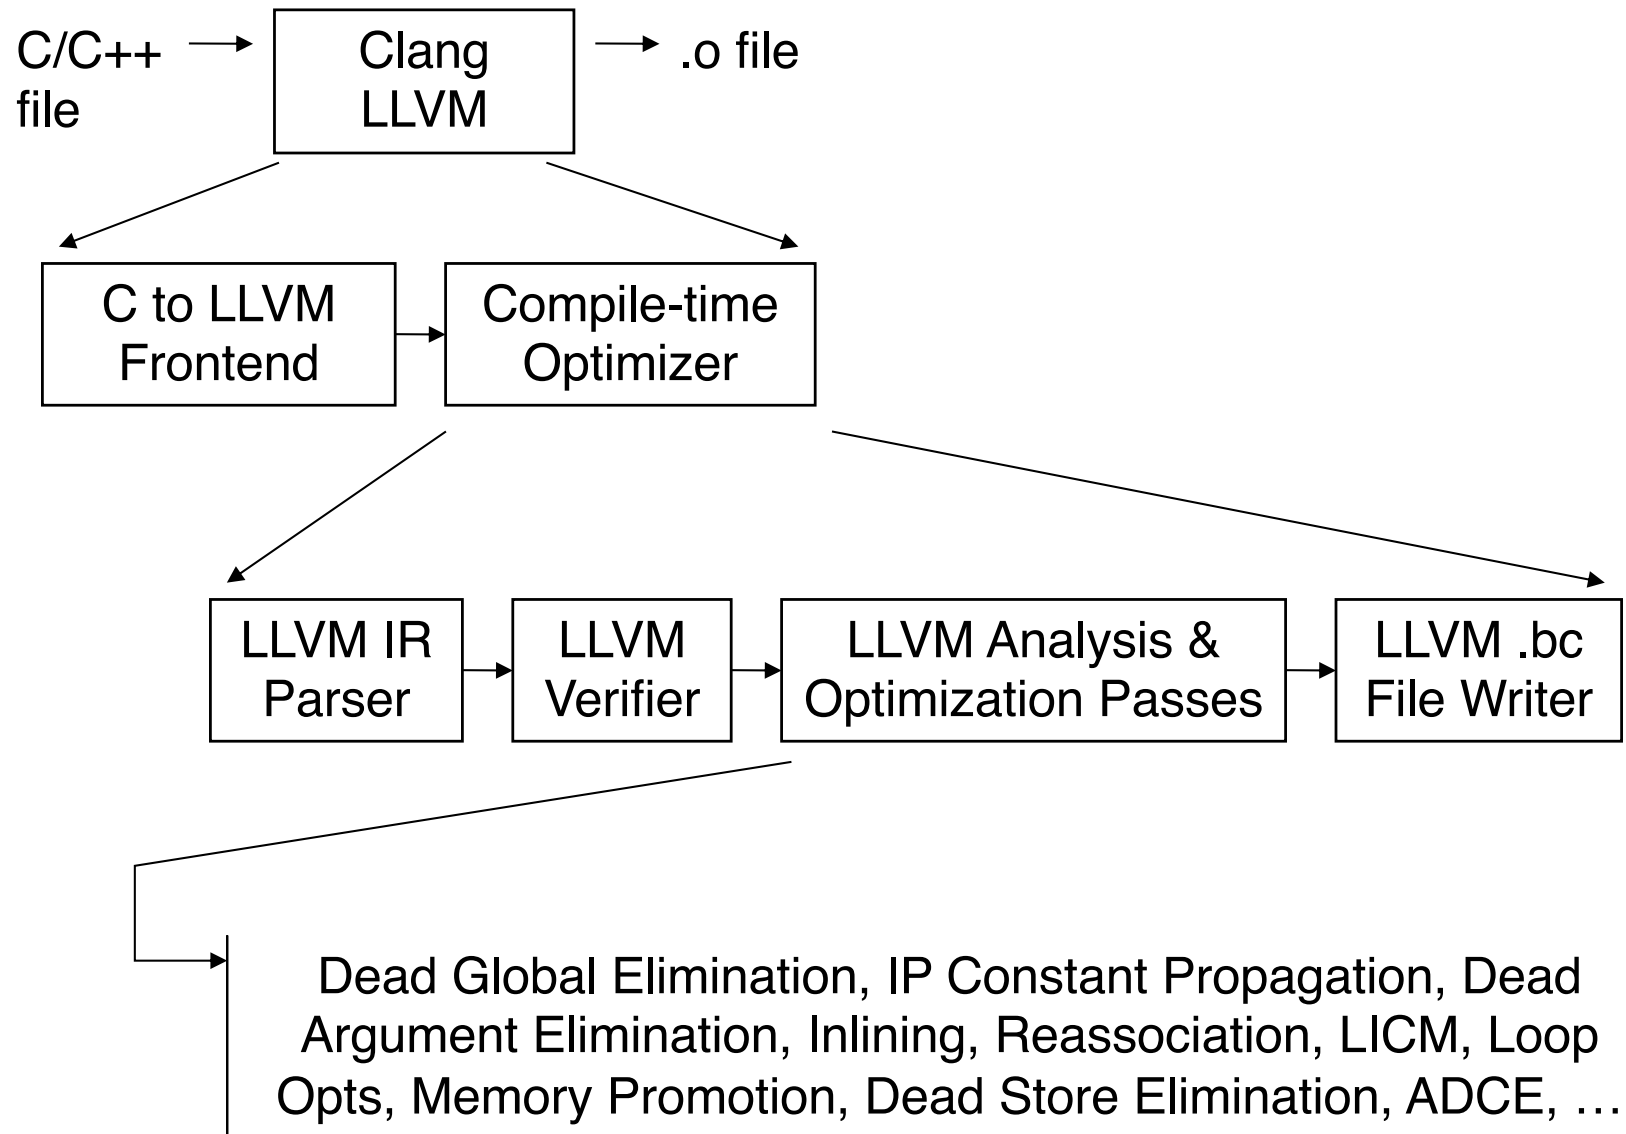 C/C++
file
Clang
LLVM
.o file
C to LLVM
Frontend
Compile-time
Optimizer
LLVM IR
Parser
LLVM
Verifier
LLVM Analysis &
Optimization Passes
LLVM .bc
File Writer
Dead Global Elimination, IP Constant Propagation, Dead
Argument Elimination, Inlining, Reassociation, LICM, Loop
Opts, Memory Promotion, Dead Store Elimination, ADCE, …